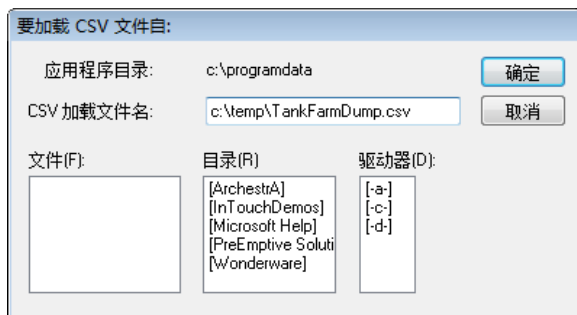 要加载 CSV 文件自:
应用程序目录: c:\programdata 确定
CSV 加载文件名: c:\temp\TankFarmDump.csv 取消
文件(F): 目录(R) 驱动器(D):
[ArchestrA] [-a-]
[InTouchDemos] [-c-]
[Microsoft Help] [-d-]
[PreEmptive Soluti
[Wonderware]